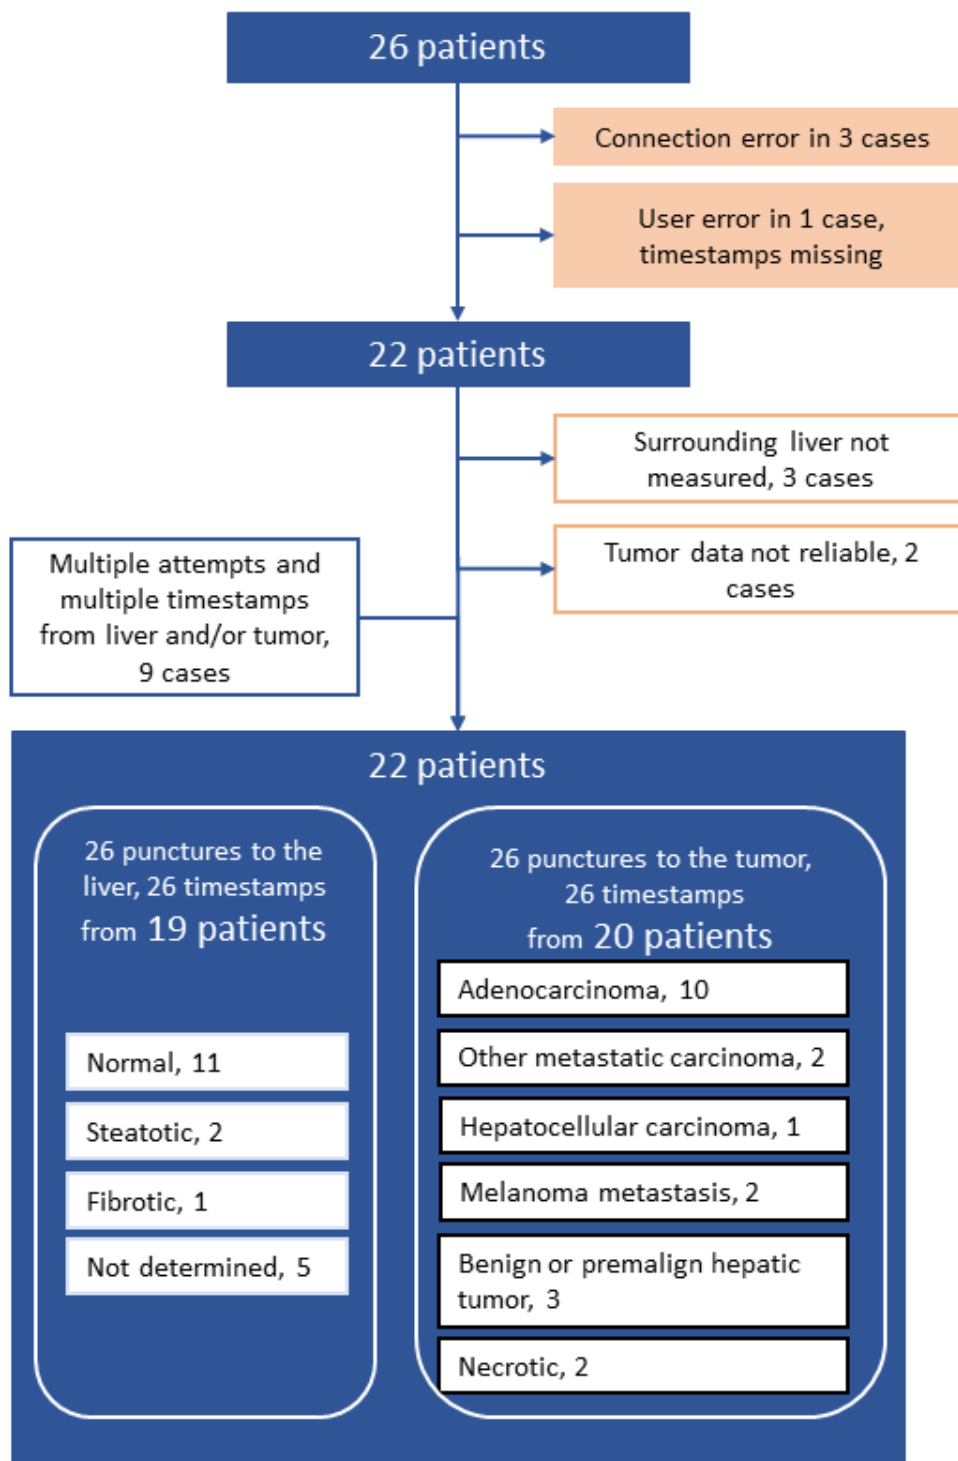 26 patients
Connection error in 3 cases
User error in 1 case,
timestamps missing
22 patients
Surrounding liver not
measured, 3 cases
Tumor data not reliable, 2
cases
Multiple attempts and
multiple timestamps
from liver and/or tumor,
9 cases
22 patients
26 punctures to the
liver, 26 timestamps
from 19 patients
Normal, 11
Steatotic, 2
Fibrotic, 1
Not determined, 5
26 punctures to the tumor,
26 timestamps
from 20 patients
Adenocarcinoma, 10
Other metastatic carcinoma, 2
Hepatocellular carcinoma, 1
Melanoma metastasis, 2
Benign or premalign hepatic
tumor, 3
Necrotic, 2